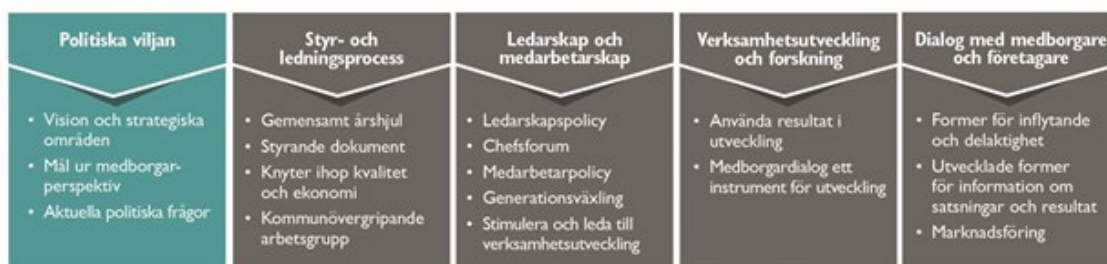 Politiska viljan
• Vision och strategiska
områden
• Mål ur medborgar-
perspektiv
• Aktuella politiska frågor
Styr- och
ledningsprocess
• Gemensamt årshjul
• Styrande dokument
• Knyter ihop kvalitet
och ekonomi
• Kommunövergripande
arbetsgrupp
Ledarskap och
medarbetarskap
• Ledarskapspolicy
• Chefsforum
• Medarbetarpolicy
• Generationsväxling
• Stimulera och leda till
verksamhetsutveckling
Verksamhetsutveckling
och forskning
• Använda resultat i
utveckling
• Medborgardialog ett
instrument för utveckling
Dialog med medborgare
och företagare
• Former för inflytande
och delaktighet
• Utvecklade former
för information om
satsningar och resultat
• Marknadsföring